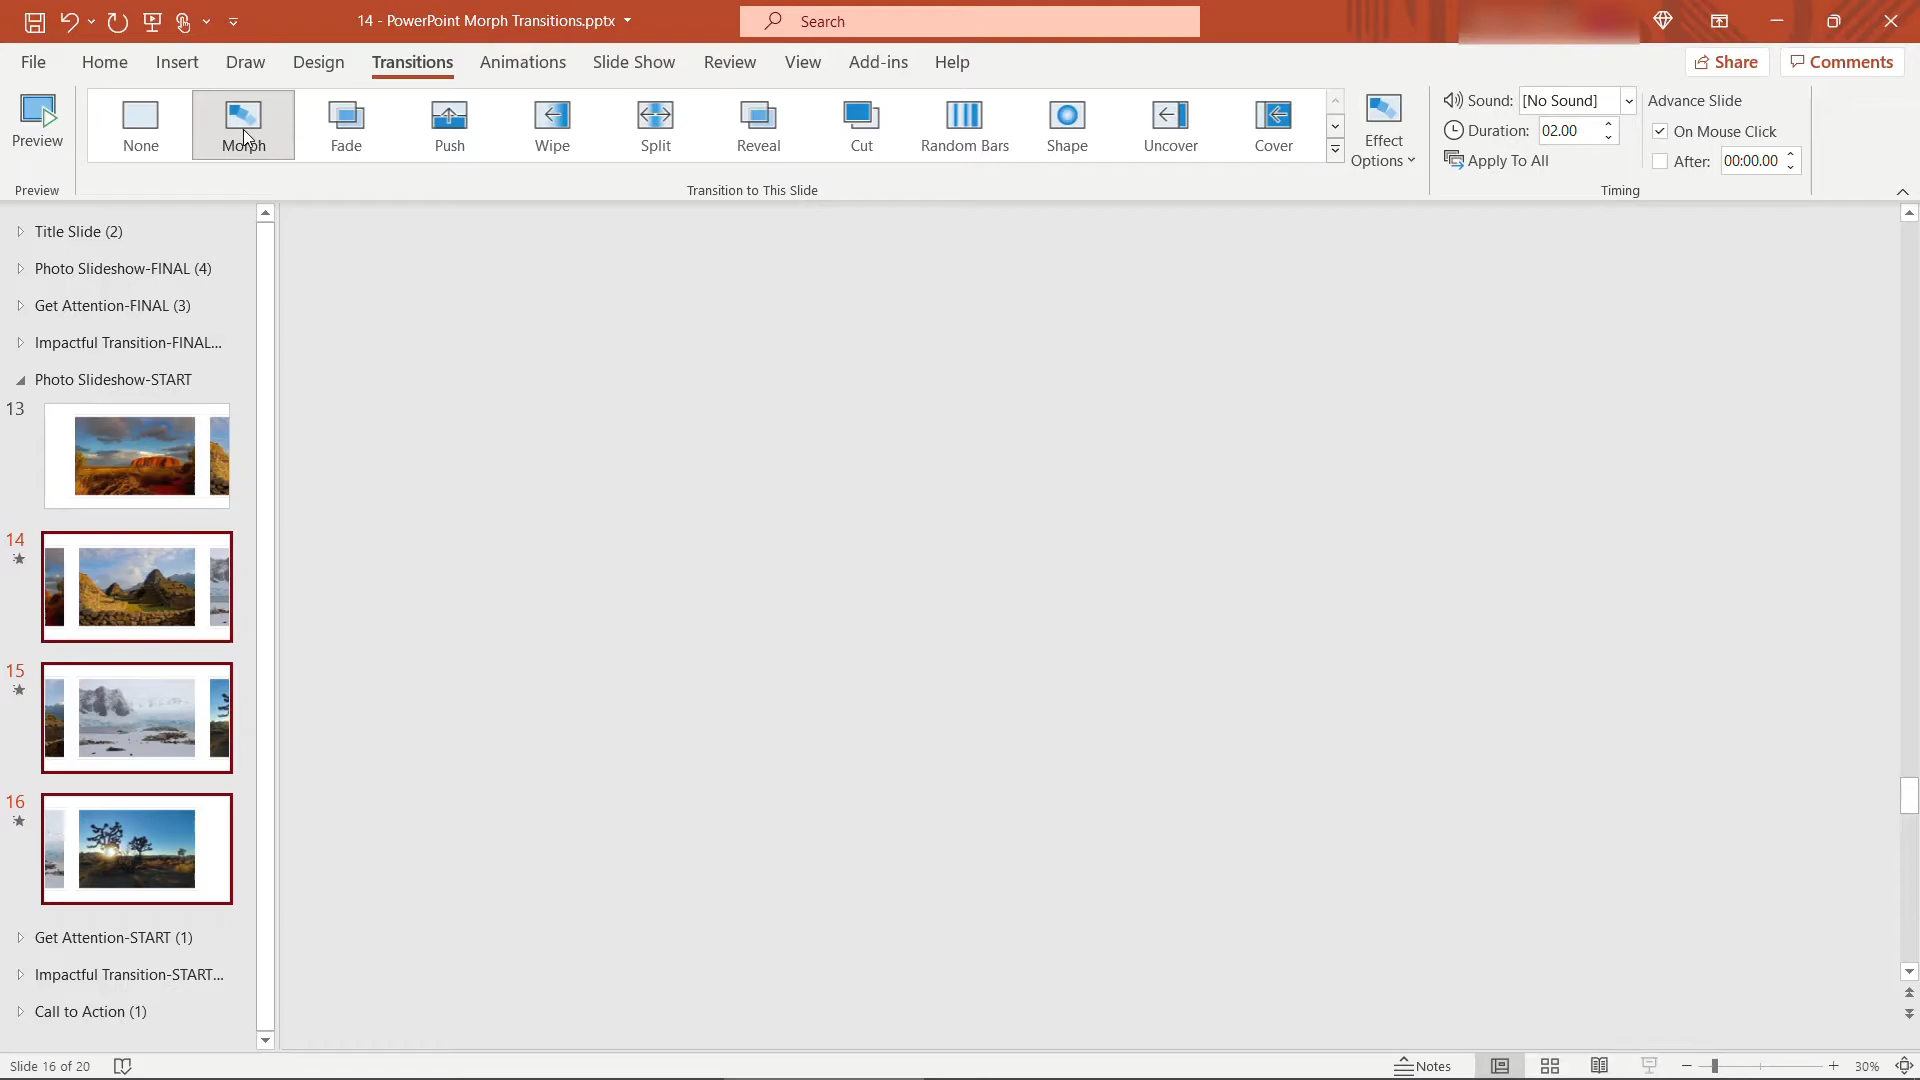 14 - PowerPoint Morph Transitions.pptx
Search
File Home Insert Draw Design Transitions Animations Slide Show Review View Add-ins Help
Share Comments
Preview
None Morph Fade Push Wipe Split Reveal Cut Random Bars Shape Uncover Cover
Effect Options
Sound: [No Sound]
Duration: 02.00
Apply To All
Advance Slide
On Mouse Click
After: 00:00.00
Preview
Transition to This Slide
Timing
Title Slide (2)
Photo Slideshow-FINAL (4)
Get Attention-FINAL (3)
Impactful Transition-FINAL...
Photo Slideshow-START
13
14
15
16
Get Attention-START (1)
Impactful Transition-START...
Call to Action (1)
Slide 16 of 20
Notes
30%